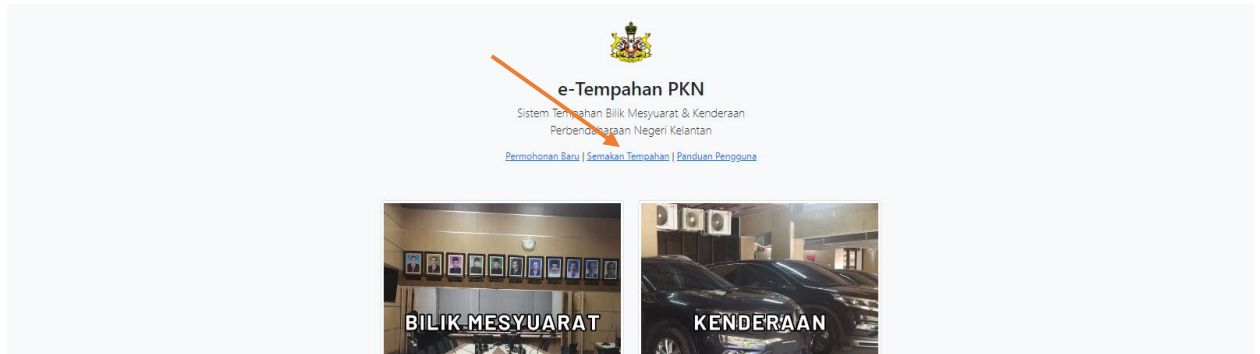 e-Tempahan PKN
Sistem Tempahan Bilik Mesyuarat & Kenderaan
Perbendaharaan Negeri Kelantan
Permohonan Baru | Semakan Tempahan | Panduan Pengguna
BILIK MESYUARAT
KENDERAAN